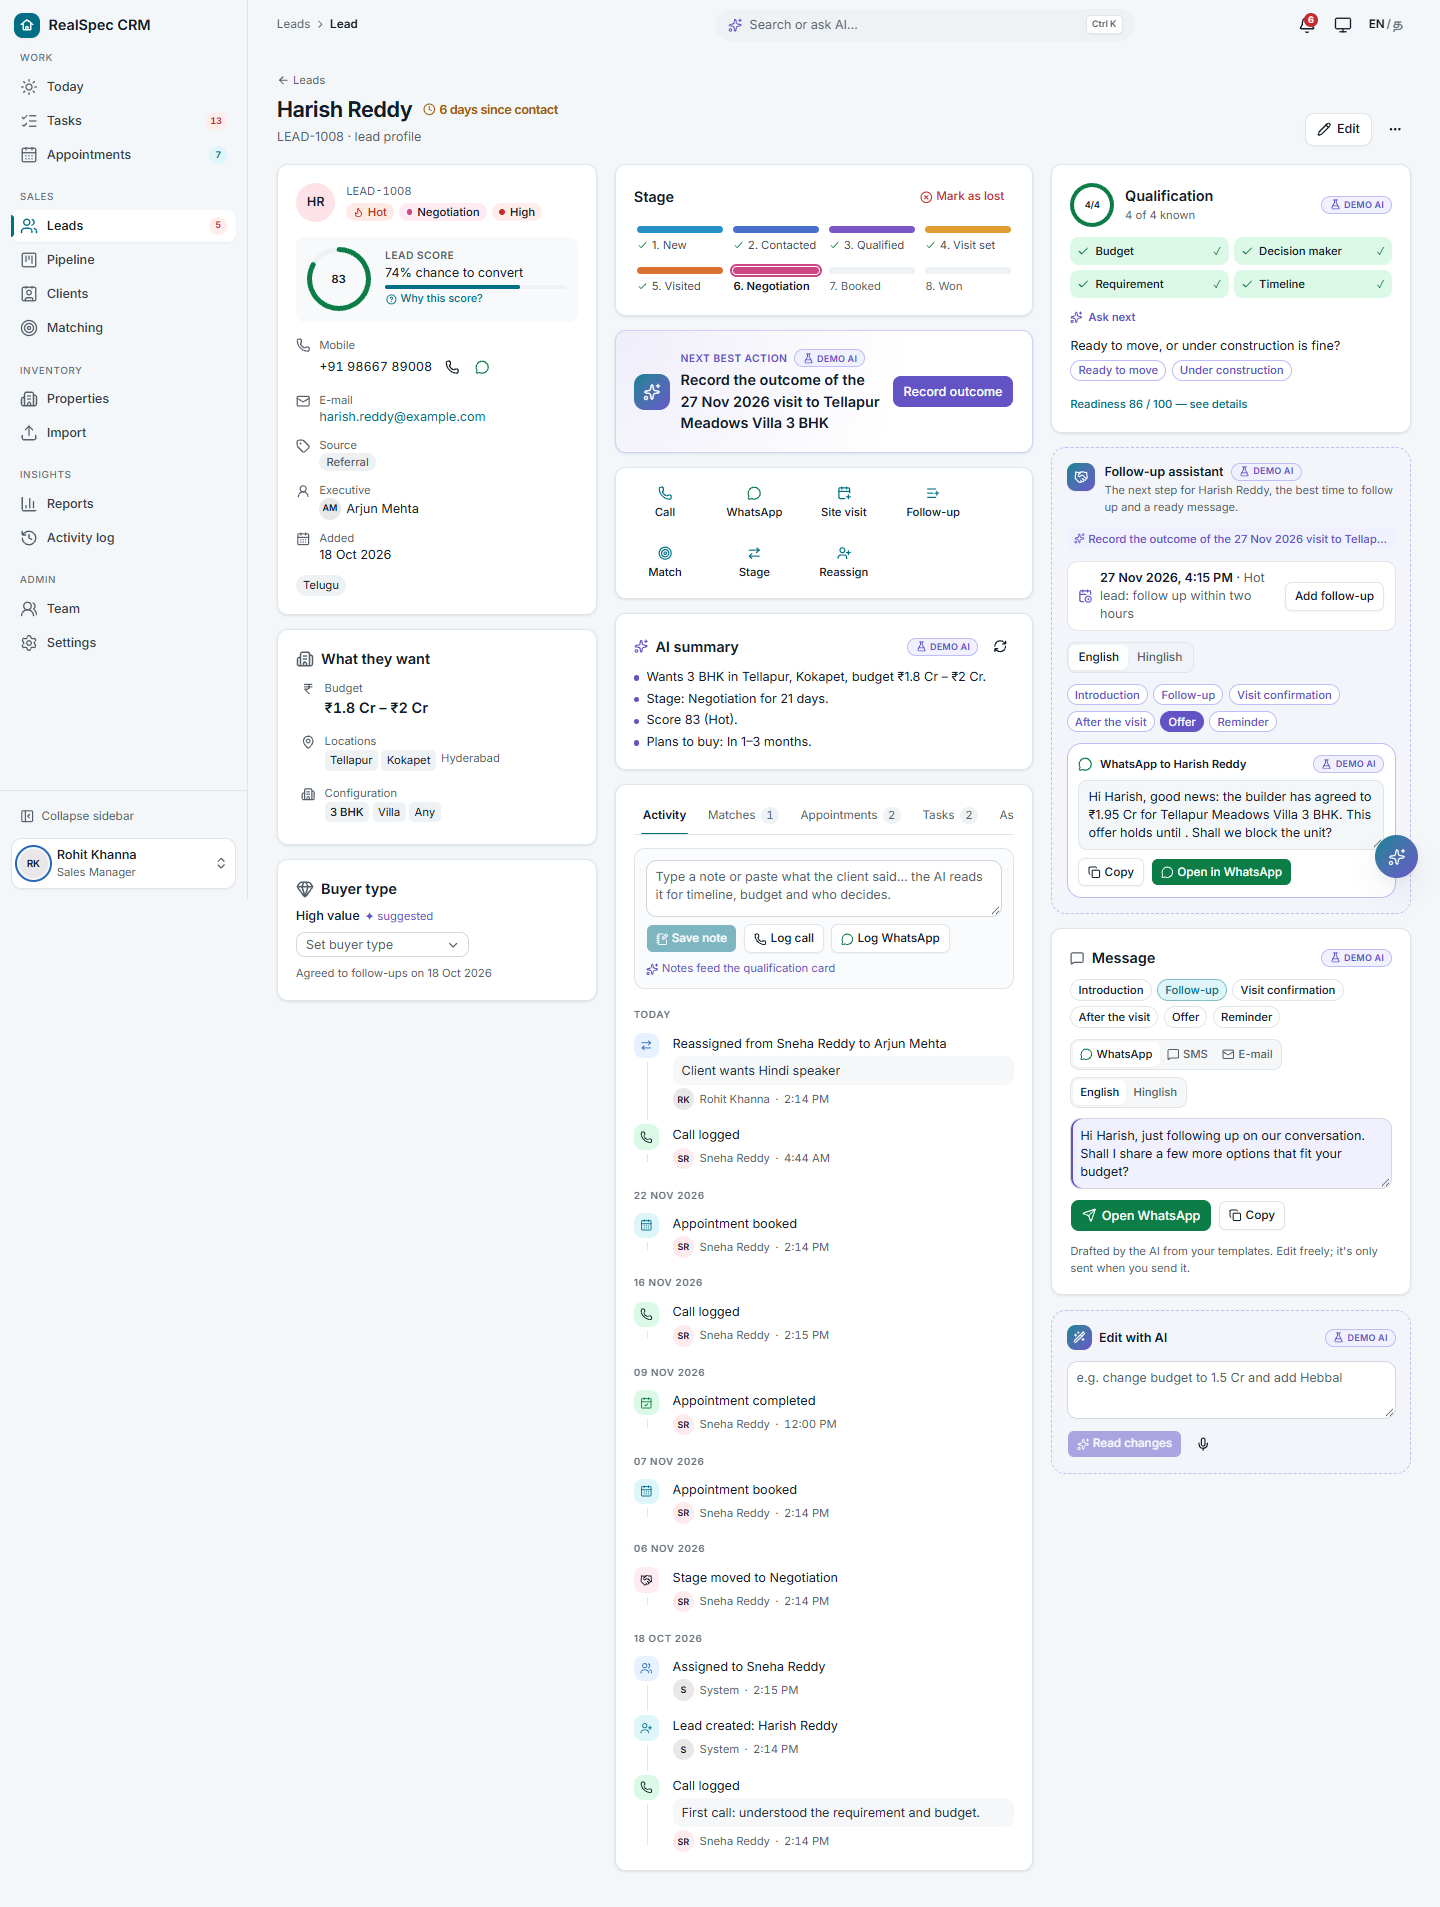 RealSpec CRM
WORK
Today
Tasks 13
Appointments 7
SALES
Leads 5
Pipeline
Clients
Matching
INVENTORY
Properties
Import
INSIGHTS
Reports
Activity log
ADMIN
Team
Settings
Collapse sidebar
RK
Rohit Khanna
Sales Manager
Leads > Lead
Search or ask AI...
Ctrl K
6
EN / த
← Leads
Harish Reddy
6 days since contact
LEAD-1008 · lead profile
Edit
HR
LEAD-1008
Hot
Negotiation
High
83
LEAD SCORE
74% chance to convert
Why this score?
Mobile
+91 98667 89008
E-mail
harish.reddy@example.com
Source
Referral
Executive
AM Arjun Mehta
Added
18 Oct 2026
Telugu
What they want
Budget
₹1.8 Cr – ₹2 Cr
Locations
Tellapur Kokapet Hyderabad
Configuration
3 BHK Villa Any
Buyer type
High value ✦ suggested
Set buyer type
Agreed to follow-ups on 18 Oct 2026
Stage
Mark as lost
✓ 1. New
✓ 2. Contacted
✓ 3. Qualified
✓ 4. Visit set
✓ 5. Visited
6. Negotiation
7. Booked
8. Won
NEXT BEST ACTION DEMO AI
Record the outcome of the
27 Nov 2026 visit to Tellapur
Meadows Villa 3 BHK
Record outcome
Call
WhatsApp
Site visit
Follow-up
Match
Stage
Reassign
AI summary
DEMO AI
Wants 3 BHK in Tellapur, Kokapet, budget ₹1.8 Cr – ₹2 Cr.
Stage: Negotiation for 21 days.
Score 83 (Hot).
Plans to buy: In 1–3 months.
Activity
Matches 1
Appointments 2
Tasks 2
As
Type a note or paste what the client said... the AI reads
it for timeline, budget and who decides.
Save note
Log call
Log WhatsApp
Notes feed the qualification card
TODAY
Reassigned from Sneha Reddy to Arjun Mehta
Client wants Hindi speaker
RK Rohit Khanna · 2:14 PM
Call logged
SR Sneha Reddy · 4:44 AM
22 NOV 2026
Appointment booked
SR Sneha Reddy · 2:14 PM
16 NOV 2026
Call logged
SR Sneha Reddy · 2:15 PM
09 NOV 2026
Appointment completed
SR Sneha Reddy · 12:00 PM
07 NOV 2026
Appointment booked
SR Sneha Reddy · 2:14 PM
06 NOV 2026
Stage moved to Negotiation
SR Sneha Reddy · 2:14 PM
18 OCT 2026
Assigned to Sneha Reddy
S System · 2:15 PM
Lead created: Harish Reddy
S System · 2:14 PM
Call logged
First call: understood the requirement and budget.
SR Sneha Reddy · 2:14 PM
4/4
Qualification
4 of 4 known
DEMO AI
✓ Budget ✓
✓ Decision maker ✓
✓ Requirement ✓
✓ Timeline ✓
Ask next
Ready to move, or under construction is fine?
Ready to move
Under construction
Readiness 86 / 100 — see details
Follow-up assistant DEMO AI
The next step for Harish Reddy, the best time to follow
up and a ready message.
Record the outcome of the 27 Nov 2026 visit to Tellap...
27 Nov 2026, 4:15 PM · Hot
lead: follow up within two
hours
Add follow-up
English
Hinglish
Introduction
Follow-up
Visit confirmation
After the visit
Offer
Reminder
WhatsApp to Harish Reddy
DEMO AI
Hi Harish, good news: the builder has agreed to
₹1.95 Cr for Tellapur Meadows Villa 3 BHK. This
offer holds until . Shall we block the unit?
Copy
Open in WhatsApp
Message
DEMO AI
Introduction
Follow-up
Visit confirmation
After the visit
Offer
Reminder
WhatsApp
SMS
E-mail
English
Hinglish
Hi Harish, just following up on our conversation.
Shall I share a few more options that fit your
budget?
Open WhatsApp
Copy
Drafted by the AI from your templates. Edit freely; it's only
sent when you send it.
Edit with AI
DEMO AI
e.g. change budget to 1.5 Cr and add Hebbal
Read changes